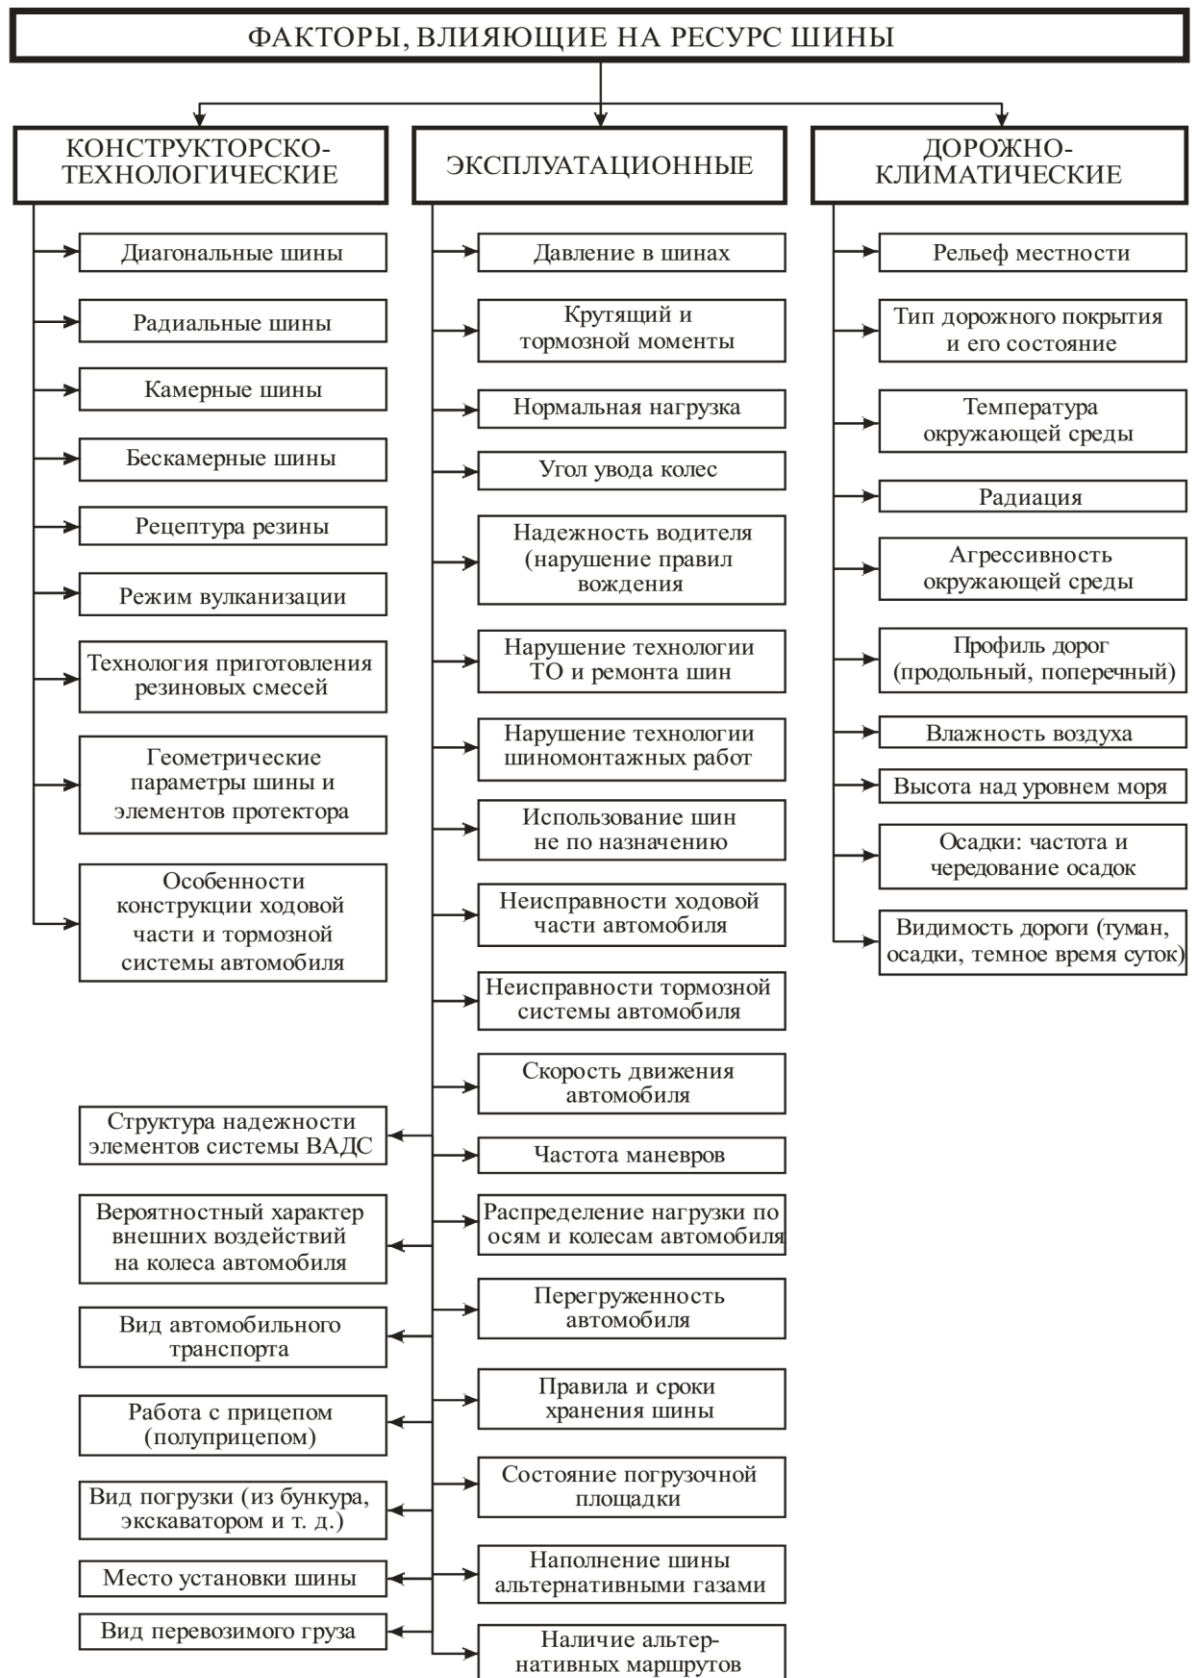 ФАКТОРЫ, ВЛИЯЮЩИЕ НА РЕСУРС ШИНЫ
КОНСТРУКТОРСКО-
ТЕХНОЛОГИЧЕСКИЕ
Диагональные шины
Радиальные шины
Камерные шины
Бескамерные шины
Рецептура резины
Режим вулканизации
Технология приготовления
резиновых смесей
Геометрические
параметры шины и
элементов протектора
Особенности
конструкции ходовой
части и тормозной
системы автомобиля
ЭКСПЛУАТАЦИОННЫЕ
Давление в шинах
Крутящий и
тормозной моменты
Нормальная нагрузка
Угол увода колес
Надежность водителя
(нарушение правил
вождения
Нарушение технологии
ТО и ремонта шин
Нарушение технологии
шиномонтажных работ
Использование шин
не по назначению
Неисправности ходовой
части автомобиля
Неисправности тормозной
системы автомобиля
Скорость движения
автомобиля
Частота маневров
Распределение нагрузки по
осям и колесам автомобиля
Перегруженность
автомобиля
Правила и сроки
хранения шины
Состояние погрузочной
площадки
Наполнение шины
альтернативными газами
Наличие альтер-
нативных маршрутов
Структура надежности
элементов системы ВАДС
Вероятностный характер
внешних воздействий
на колеса автомобиля
Вид автомобильного
транспорта
Работа с прицепом
(полуприцепом)
Вид погрузки (из бункура,
экскаватором и т. д.)
Место установки шины
Вид перевозимого груза
ДОРОЖНО-
КЛИМАТИЧЕСКИЕ
Рельеф местности
Тип дорожного покрытия
и его состояние
Температура
окружающей среды
Радиация
Агрессивность
окружающей среды
Профиль дорог
(продольный, поперечный)
Влажность воздуха
Высота над уровнем моря
Осадки: частота и
чередование осадок
Видимость дороги (туман,
осадки, темное время суток)